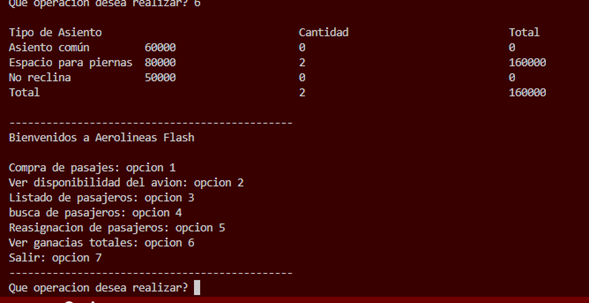 Que operacion desea realizar? 6
Tipo de Asiento Cantidad Total
Asiento común 60000 0 0
Espacio para piernas 80000 2 160000
No reclina 50000 0 0
Total 2 160000
----------------------------------------------
Bienvenidos a Aerolineas Flash
Compra de pasajes: opcion 1
Ver disponibilidad del avion: opcion 2
Listado de pasajeros: opcion 3
busca de pasajeros: opcion 4
Reasignacion de pasajeros: opcion 5
Ver ganacias totales: opcion 6
Salir: opcion 7
----------------------------------------------
Que operacion desea realizar?